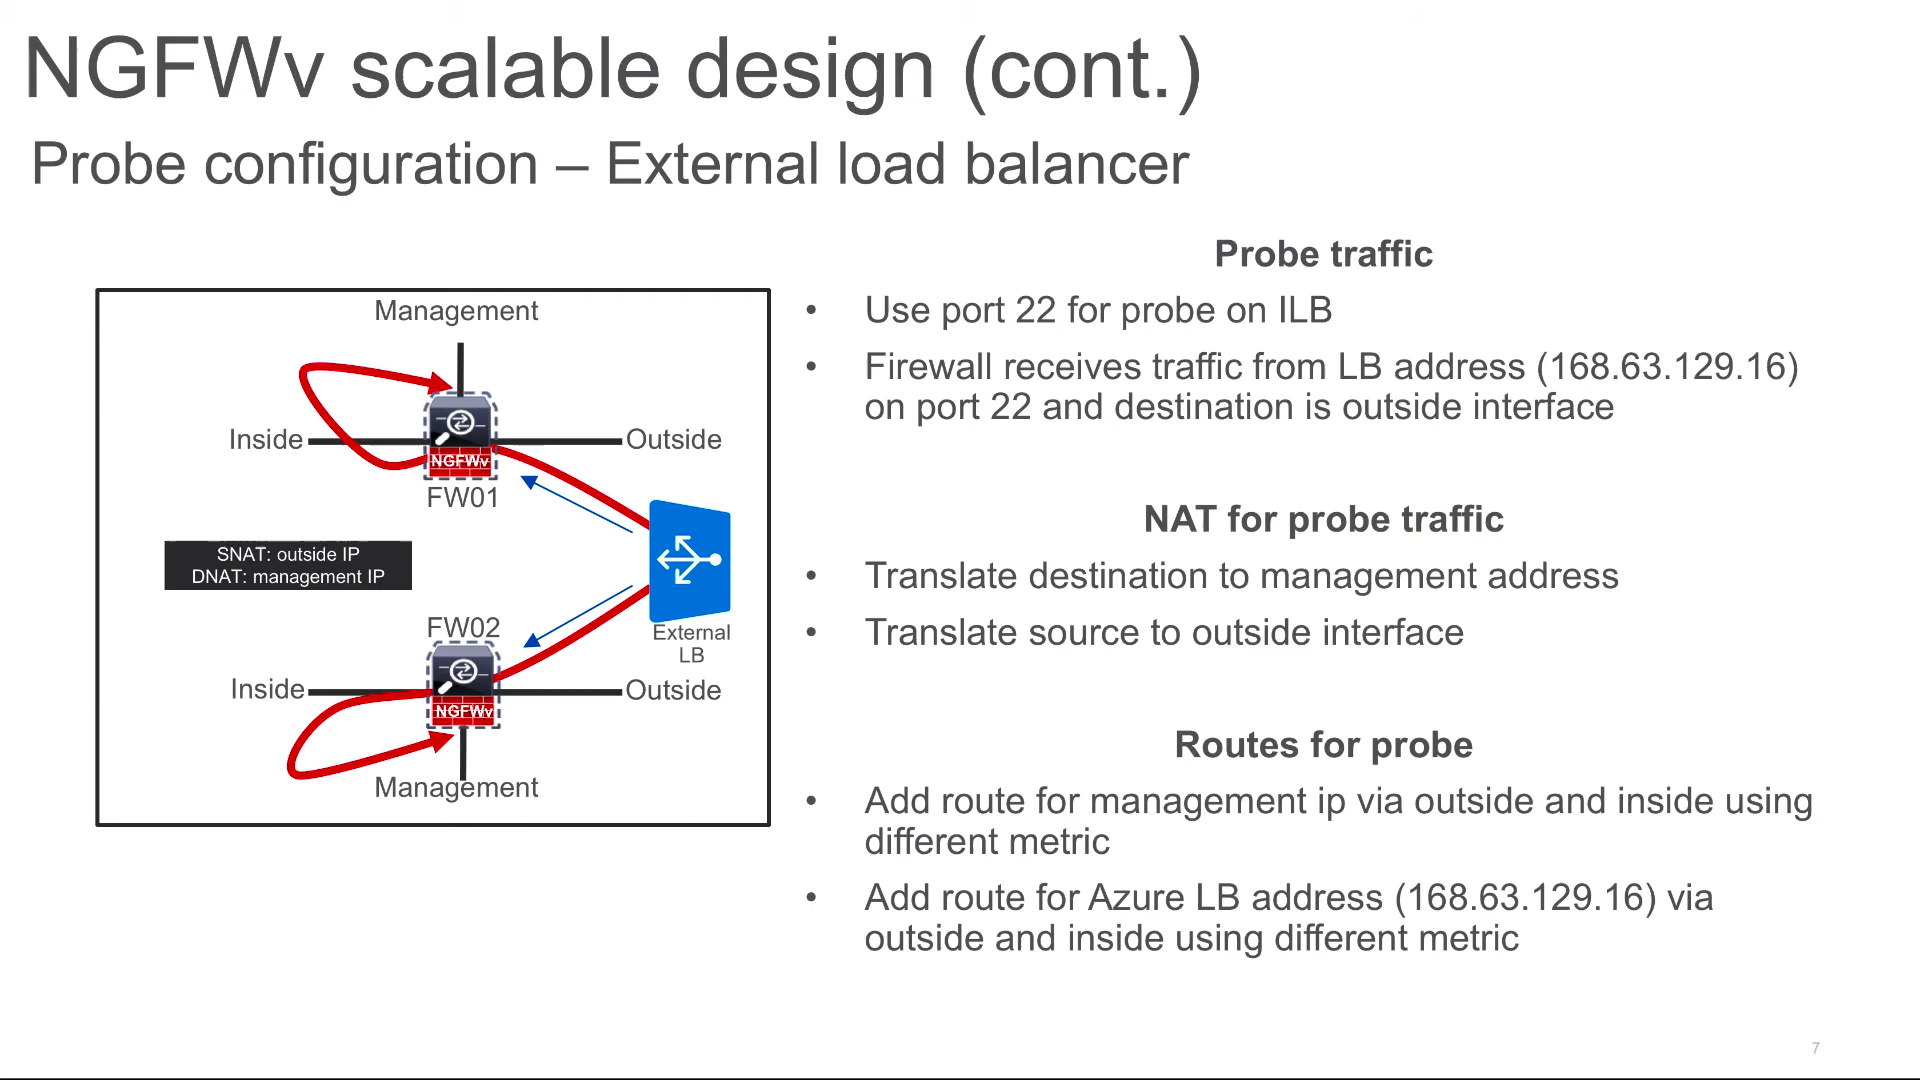 NGFWv scalable design (cont.)
Probe configuration – External load balancer
Management
Inside
Outside
NGFWv
FW01
SNAT: outside IP
DNAT: management IP
External
LB
FW02
Inside
Outside
NGFWv
Management
Probe traffic
• Use port 22 for probe on ILB
• Firewall receives traffic from LB address (168.63.129.16)
on port 22 and destination is outside interface
NAT for probe traffic
• Translate destination to management address
• Translate source to outside interface
Routes for probe
• Add route for management ip via outside and inside using
different metric
• Add route for Azure LB address (168.63.129.16) via
outside and inside using different metric
7